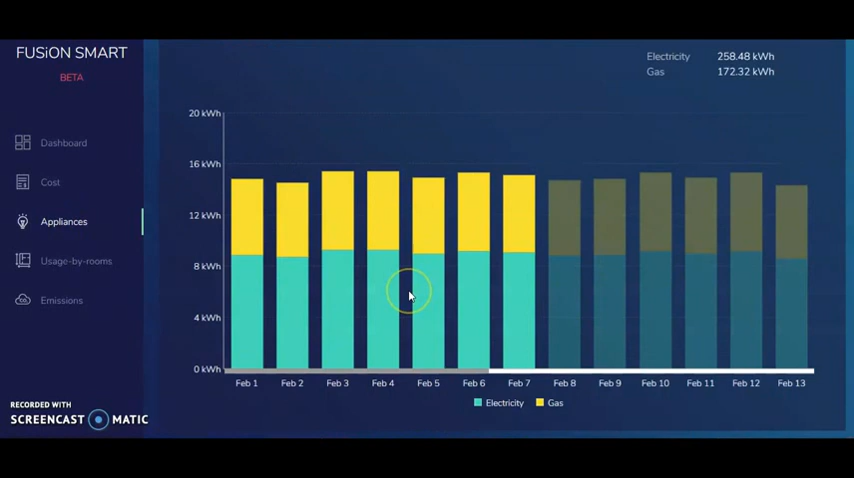 FUSiON SMART
BETA
Dashboard
Cost
Appliances
Usage-by-rooms
Emissions
RECORDED WITH
SCREENCAST MATIC
Electricity 258.48 kWh
Gas 172.32 kWh
20 kWh
16 kWh
12 kWh
8 kWh
4 kWh
0 kWh
Feb 1 Feb 2 Feb 3 Feb 4 Feb 5 Feb 6 Feb 7 Feb 8 Feb 9 Feb 10 Feb 11 Feb 12 Feb 13
Electricity Gas